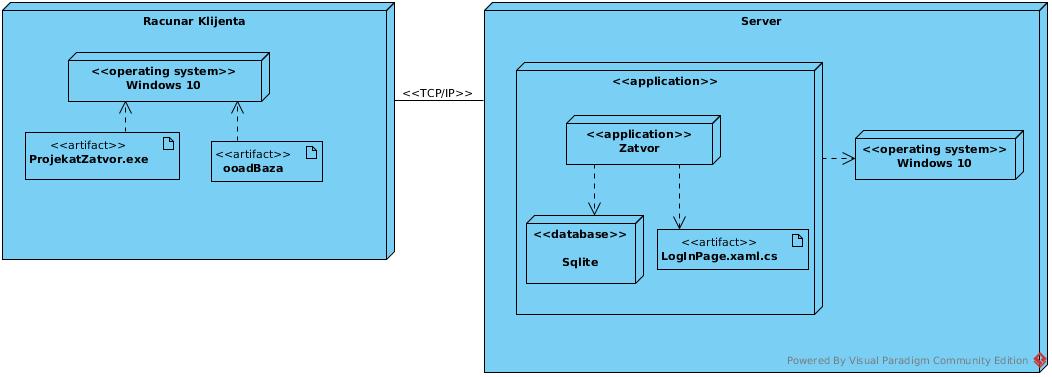 Racunar Klijenta
<<operating system>>
Windows 10
<<artifact>>
ProjekatZatvor.exe
<<artifact>>
ooadBaza
<<TCP/IP>>
Server
<<application>>
<<application>>
Zatvor
<<database>>
Sqlite
<<artifact>>
LogInPage.xaml.cs
<<operating system>>
Windows 10
Powered By Visual Paradigm Community Edition